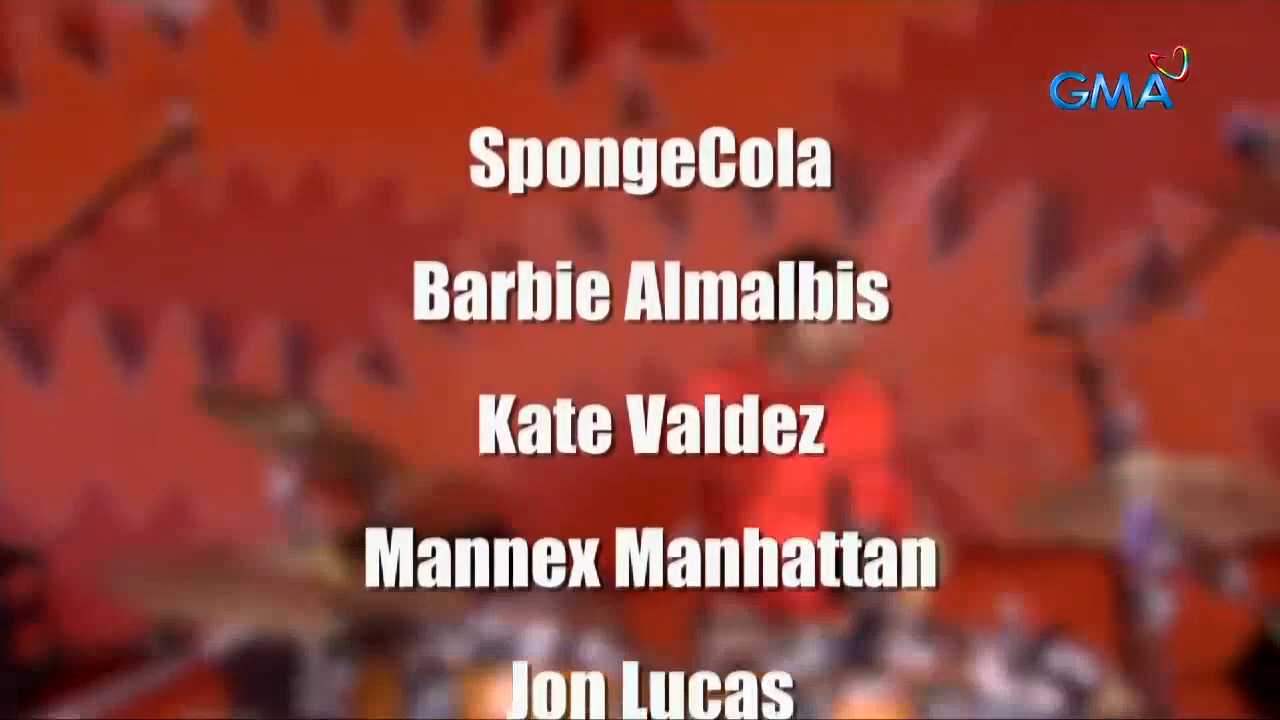 GMA
SpongeCola
Barbie Almalbis
Kate Valdez
Mannex Manhattan
Jon Lucas